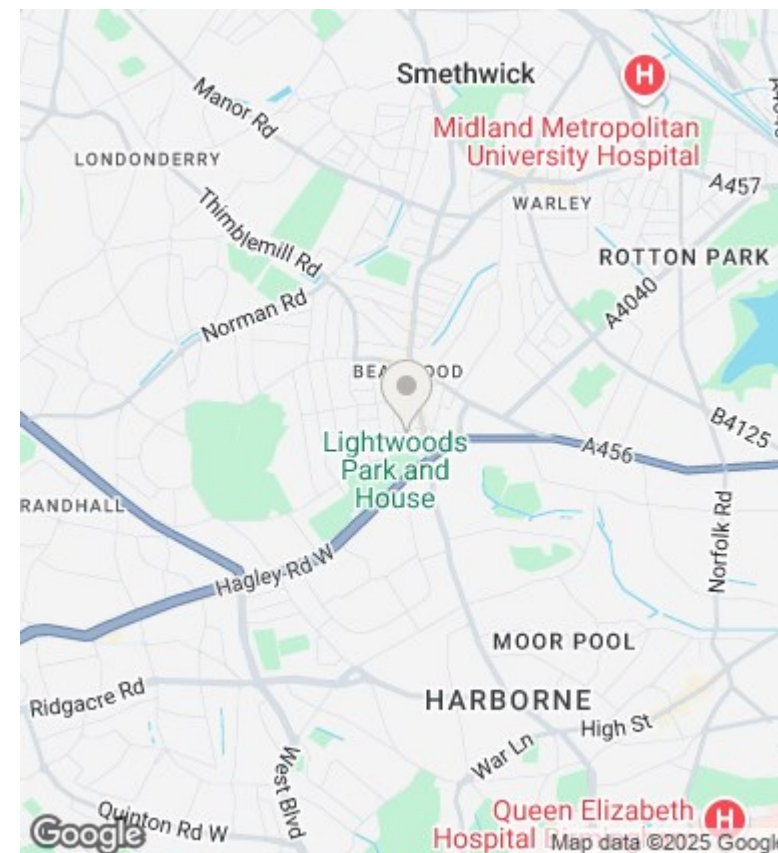 Smethwick
Manor Rd
Midland Metropolitan
University Hospital
H
LONDONDERRY
A457
WARLEY
Thimblemill Rd
ROTTON PARK
A4040
Norman Rd
Lightwoods
Park and
House
B4125
A456
RANDHALL
Norfolk Rd
Hagley Rd W
MOOR POOL
Ridgacre Rd
HARBORNE
High St
War Ln
West Blvd
Quinton Rd W
Queen Elizabeth
Hospital
H
Google
Map data ©2025 Google